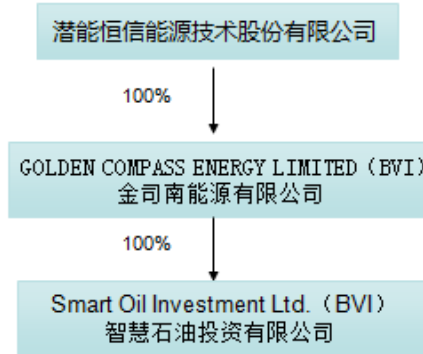 潜能恒信能源技术股份有限公司
100%
GOLDEN COMPASS ENERGY LIMITED（BVI）
金司南能源有限公司
100%
Smart Oil Investment Ltd.（BVI）
智慧石油投资有限公司